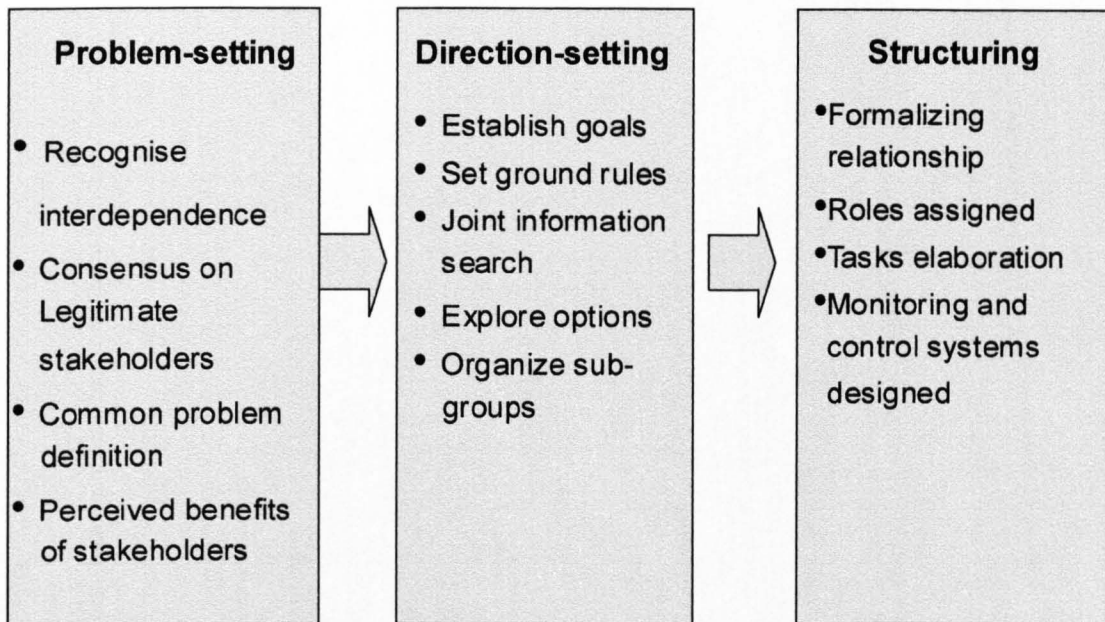 Problem-setting
• Recognise
interdependence
• Consensus on
Legitimate
stakeholders
• Common problem
definition
• Perceived benefits
of stakeholders
Direction-setting
• Establish goals
• Set ground rules
• Joint information
search
• Explore options
• Organize sub-
groups
Structuring
•Formalizing
relationship
•Roles assigned
•Tasks elaboration
•Monitoring and
control systems
designed